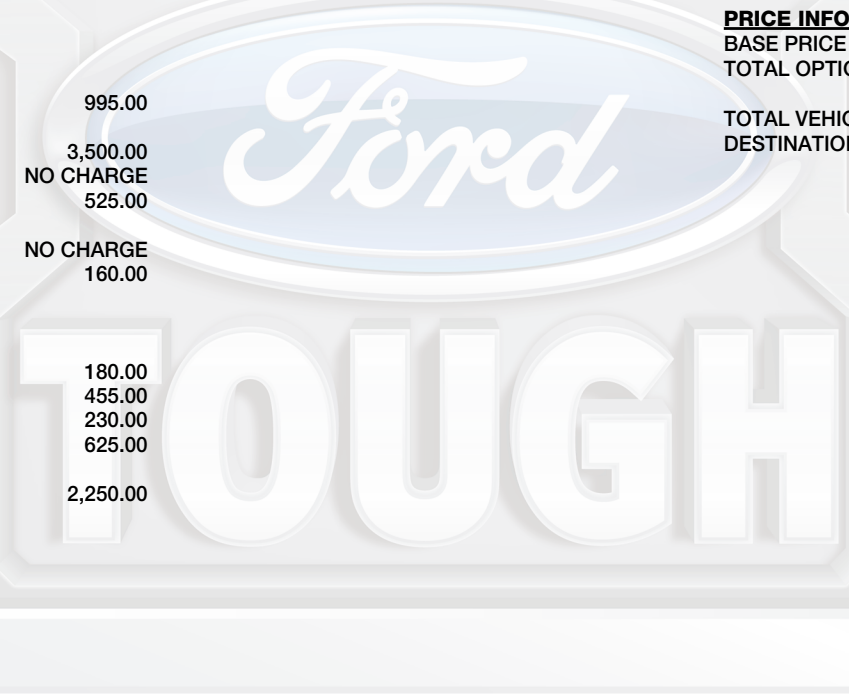 995.00
3,500.00
NO CHARGE
525.00
NO CHARGE
160.00
180.00
455.00
230.00
625.00
2,250.00
PRICE INFO
BASE PRICE
TOTAL OPTIO
TOTAL VEHIC
DESTINATION
Ford
TOUGH